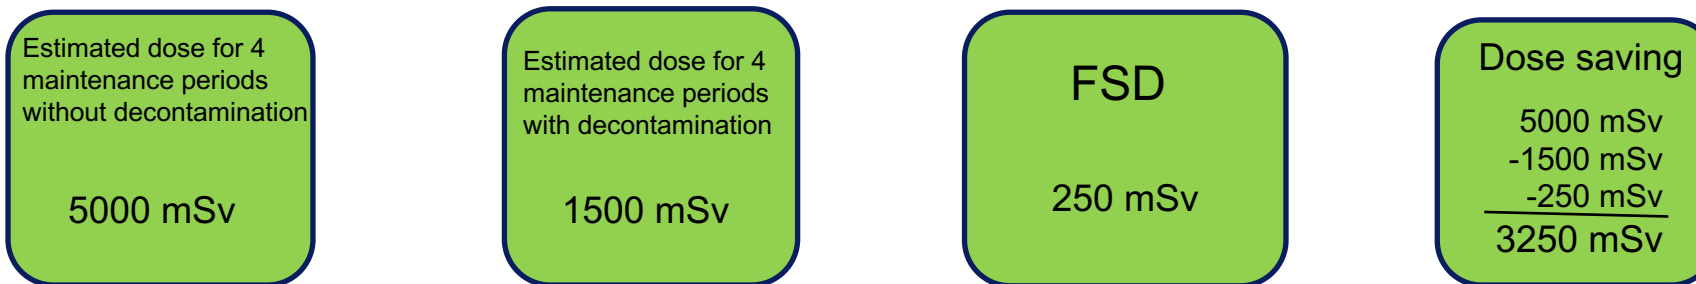 Estimated dose for 4
maintenance periods
without decontamination
5000 mSv
Estimated dose for 4
maintenance periods
with decontamination
1500 mSv
FSD
250 mSv
Dose saving
5000 mSv
-1500 mSv
-250 mSv
3250 mSv